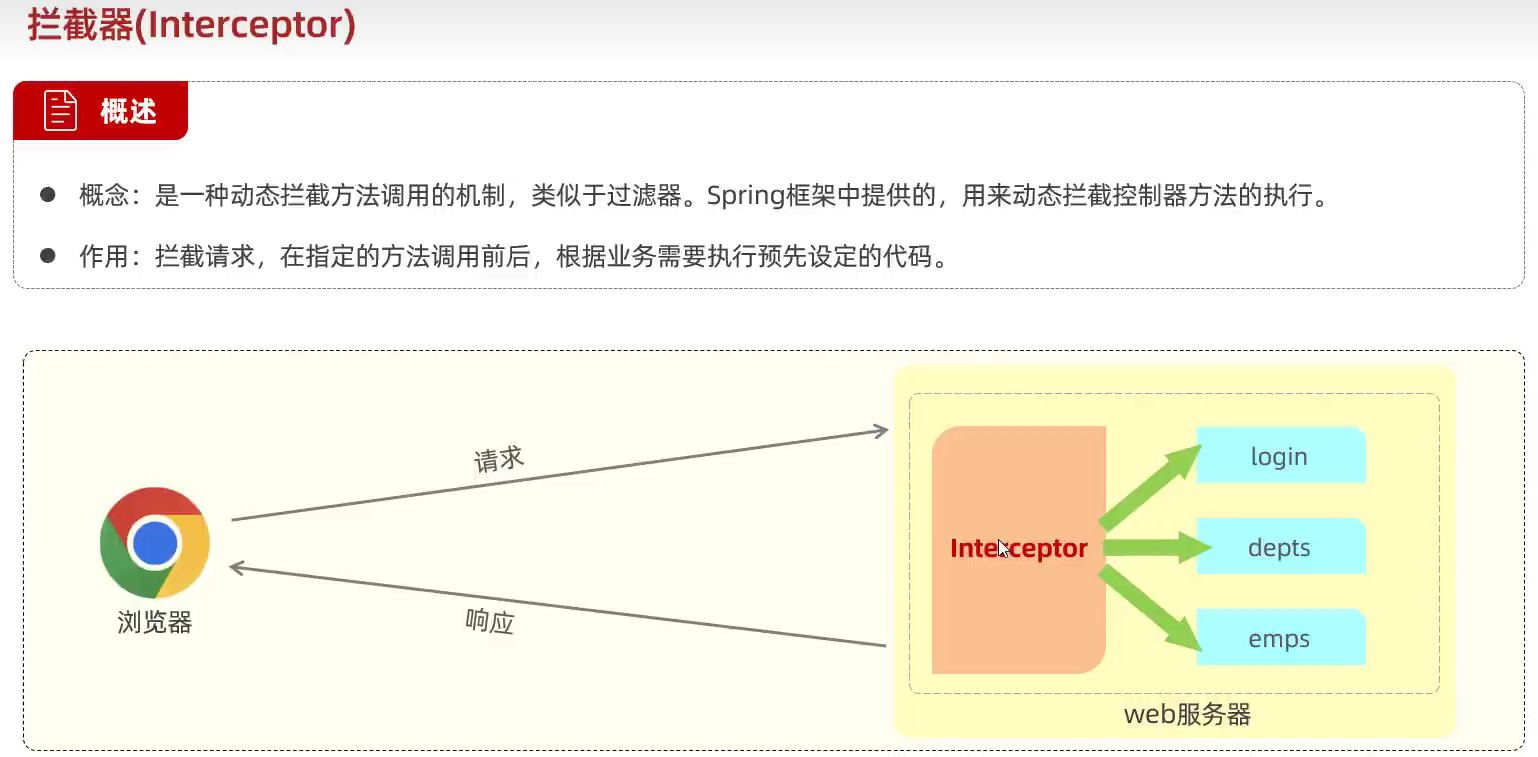 拦截器(Interceptor)
概述
概念：是一种动态拦截方法调用的机制，类似于过滤器。Spring框架中提供的，用来动态拦截控制器方法的执行。
作用：拦截请求，在指定的方法调用前后，根据业务需要执行预先设定的代码。
请求
响应
浏览器
Interceptor
login
depts
emps
web服务器